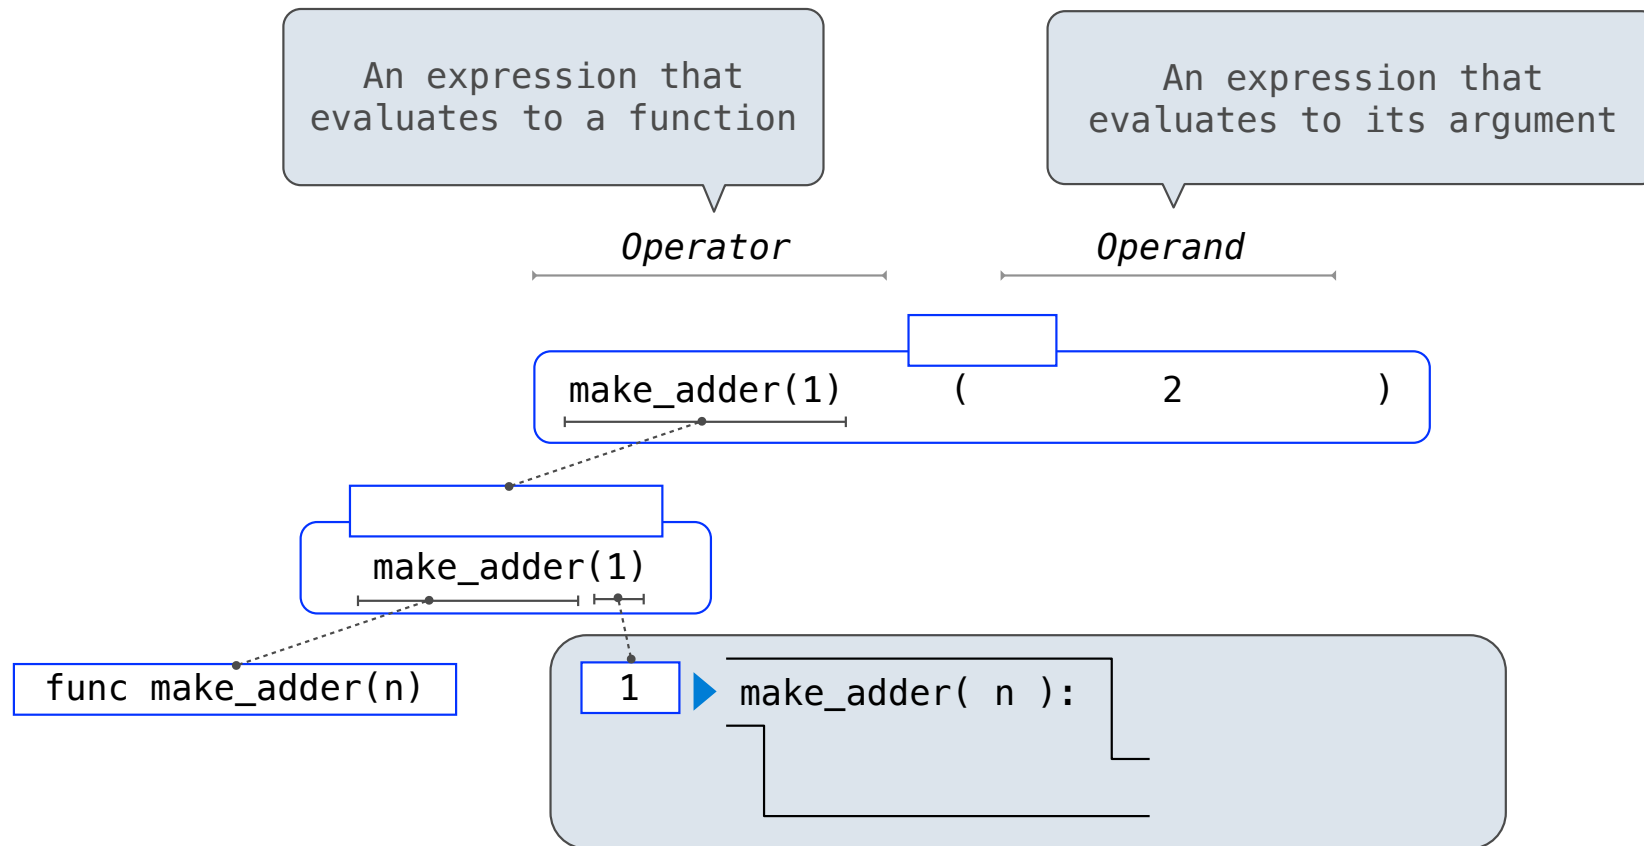 An expression that
evaluates to a function
An expression that
evaluates to its argument
Operator
Operand
make_adder(1) ( 2 )
make_adder(1)
func make_adder(n)
1
make_adder( n ):